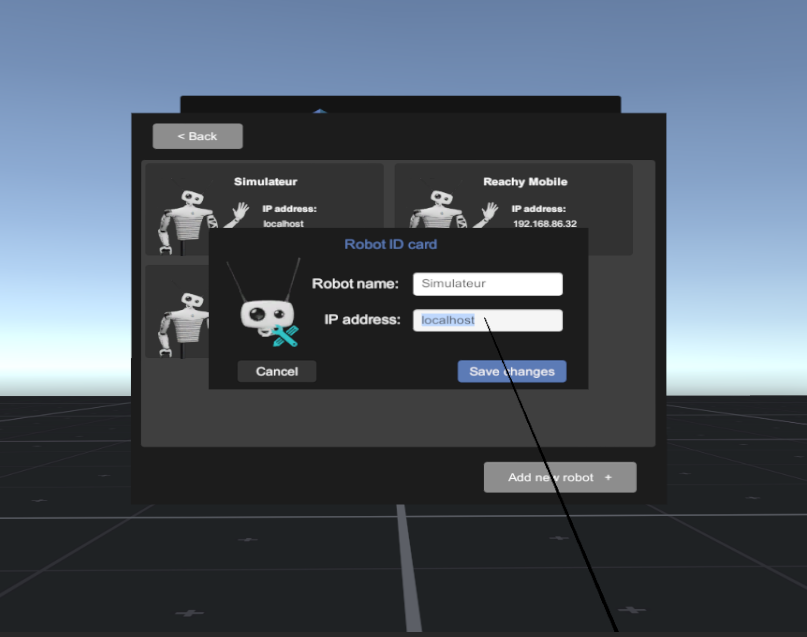 < Back
Simulateur
IP address:
localhost
Reachy Mobile
IP address:
192.168.86.32
Robot ID card
Robot name:
Simulateur
IP address:
localhost
Cancel
Save changes
Add new robot +